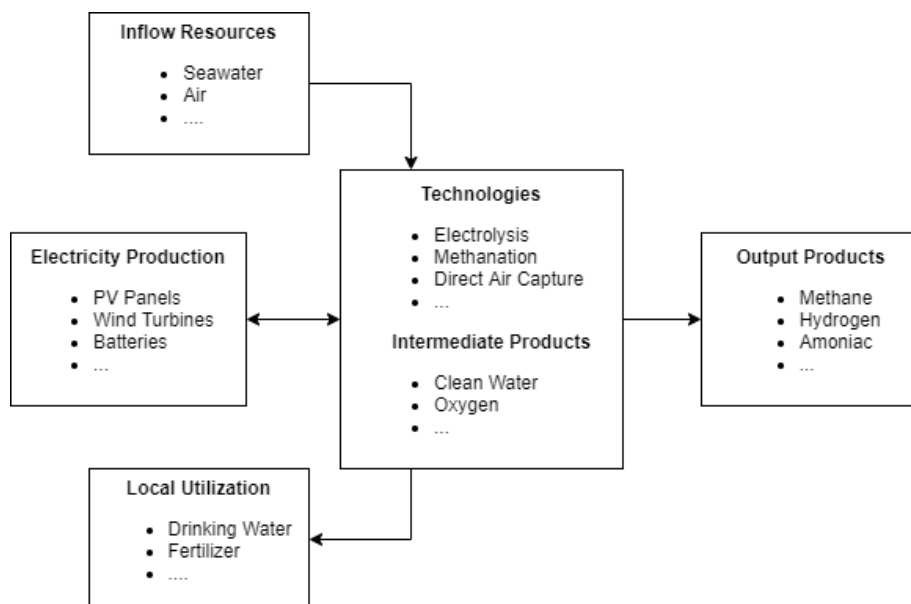 Inflow Resources
• Seawater
• Air
• ....
Technologies
• Electrolysis
• Methanation
• Direct Air Capture
• ...
Intermediate Products
• Clean Water
• Oxygen
• ...
Electricity Production
• PV Panels
• Wind Turbines
• Batteries
• ...
Output Products
• Methane
• Hydrogen
• Amoniac
• ...
Local Utilization
• Drinking Water
• Fertilizer
• ....